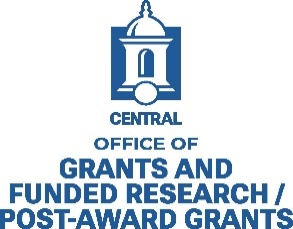 CENTRAL
OFFICE OF
GRANTS AND
FUNDED RESEARCH /
POST-AWARD GRANTS